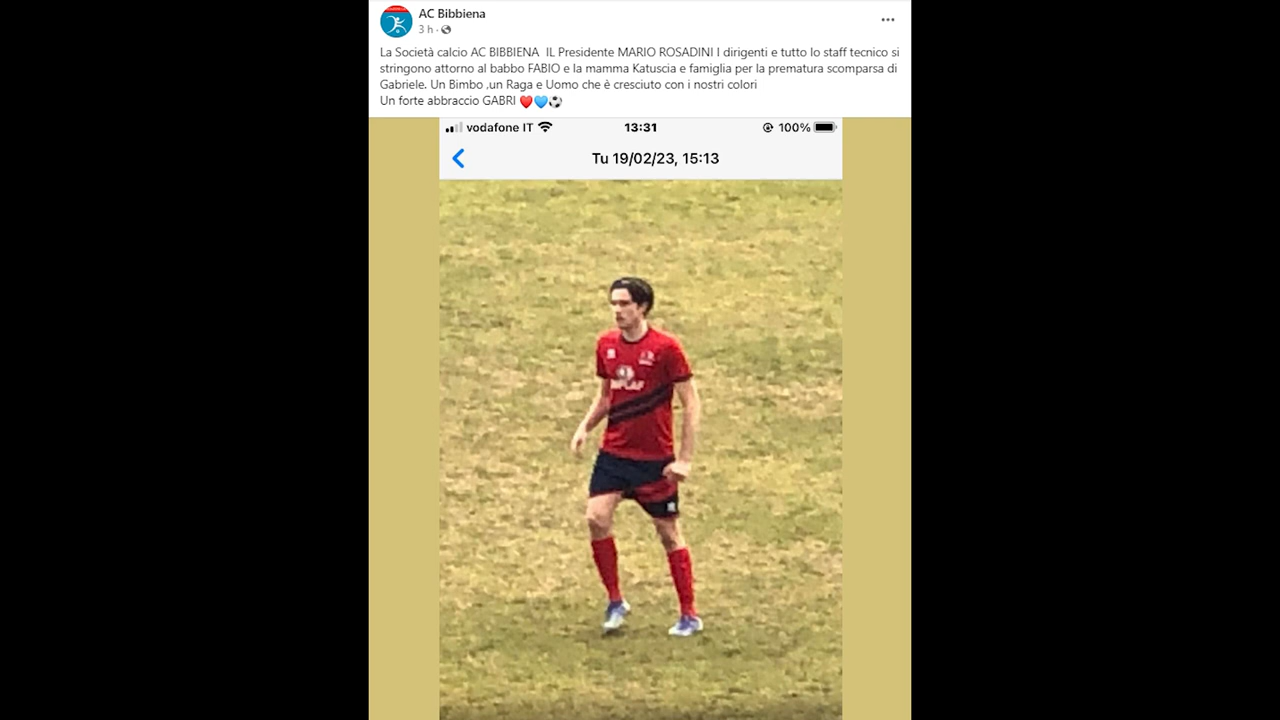 AC Bibbiena
3 h ·
La Società calcio AC BIBBIENA IL Presidente MARIO ROSADINI I dirigenti e tutto lo staff tecnico si
stringono attorno al babbo FABIO e la mamma Katuscia e famiglia per la prematura scomparsa di
Gabriele. Un Bimbo ,un Raga e Uomo che è cresciuto con i nostri colori
Un forte abbraccio GABRI ❤️💙⚽
vodafone IT 13:31 100%
Tu 19/02/23, 15:13